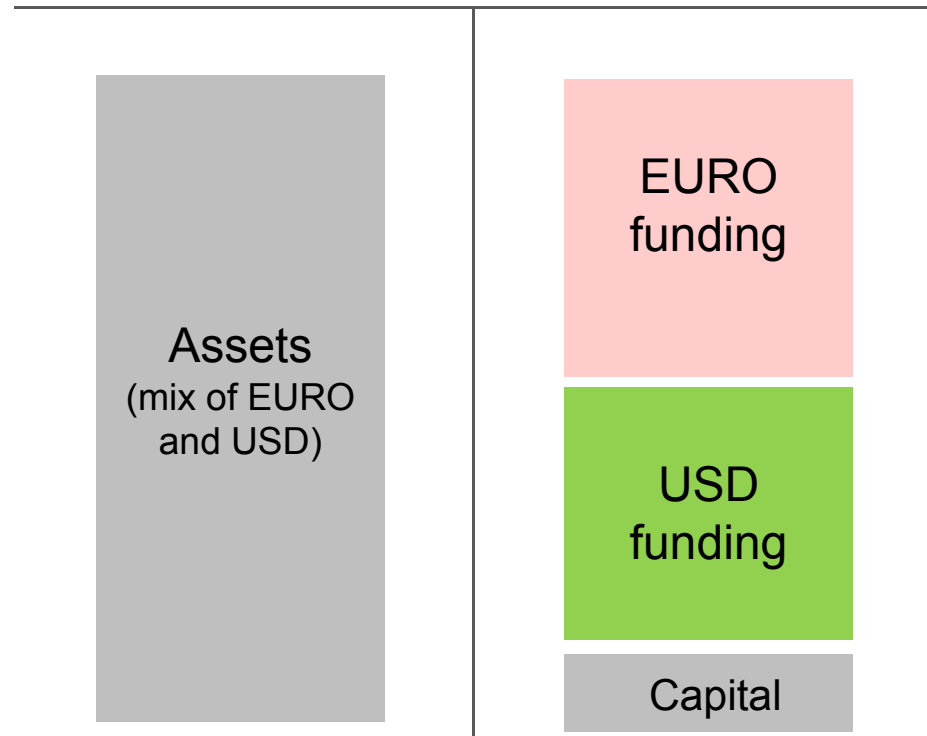 Assets
(mix of EURO
and USD)
EURO
funding
USD
funding
Capital